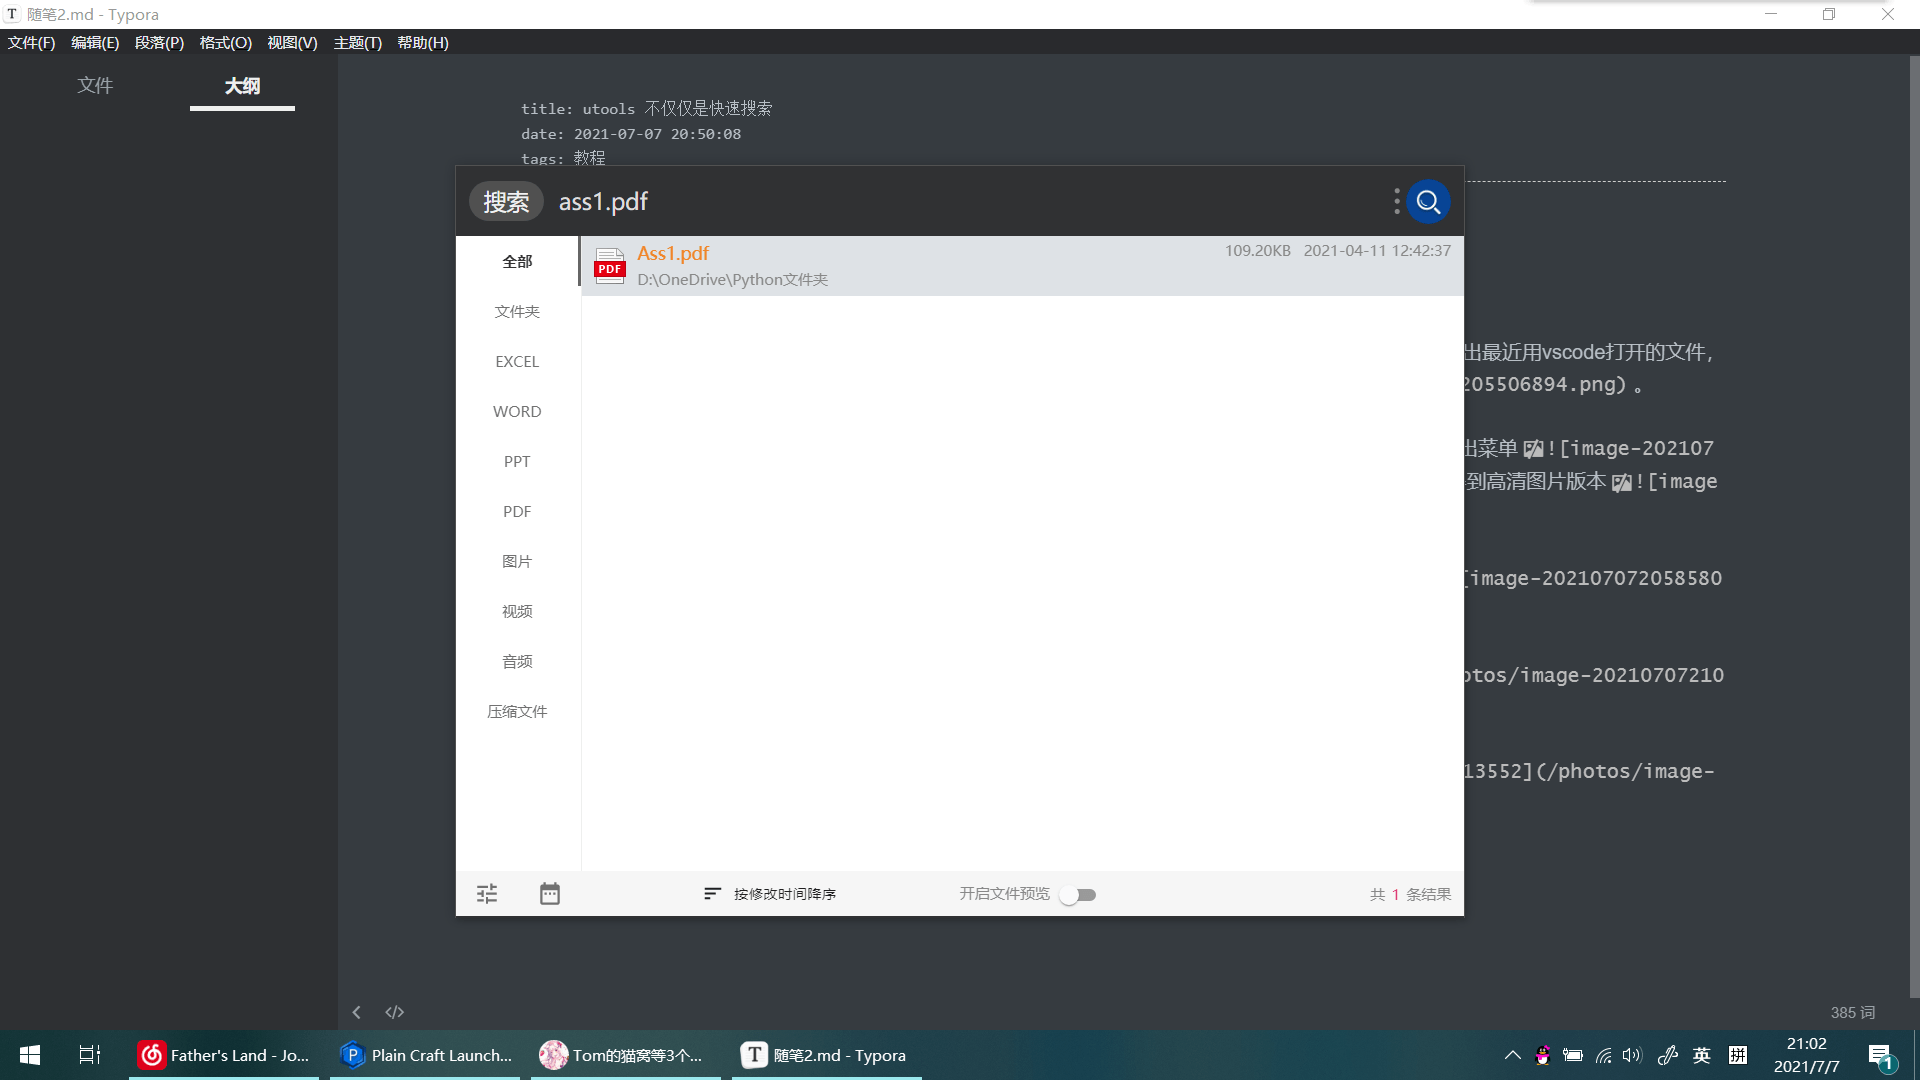 随笔2.md - Typora
文件(F) 编辑(E) 段落(P) 格式(O) 视图(V) 主题(T) 帮助(H)
文件 大纲
title: utools 不仅仅是快速搜索
date: 2021-07-07 20:50:08
tags: 教程
搜索 ass1.pdf
全部
文件夹
EXCEL
WORD
PPT
PDF
图片
视频
音频
压缩文件
Ass1.pdf 109.20KB 2021-04-11 12:42:37
PDF
D:\OneDrive\Python文件夹
出最近用vscode打开的文件,
205506894.png)。
出菜单 ![image-202107
到高清图片版本 ![image
[image-202107072058580
otos/image-20210707210
13552](/photos/image-
按修改时间降序 开启文件预览 共 1 条结果
385 词
Father's Land - Jo... Plain Craft Launch... Tom的猫窝等3个... 随笔2.md - Typora
英 拼 21:02
2021/7/7
1